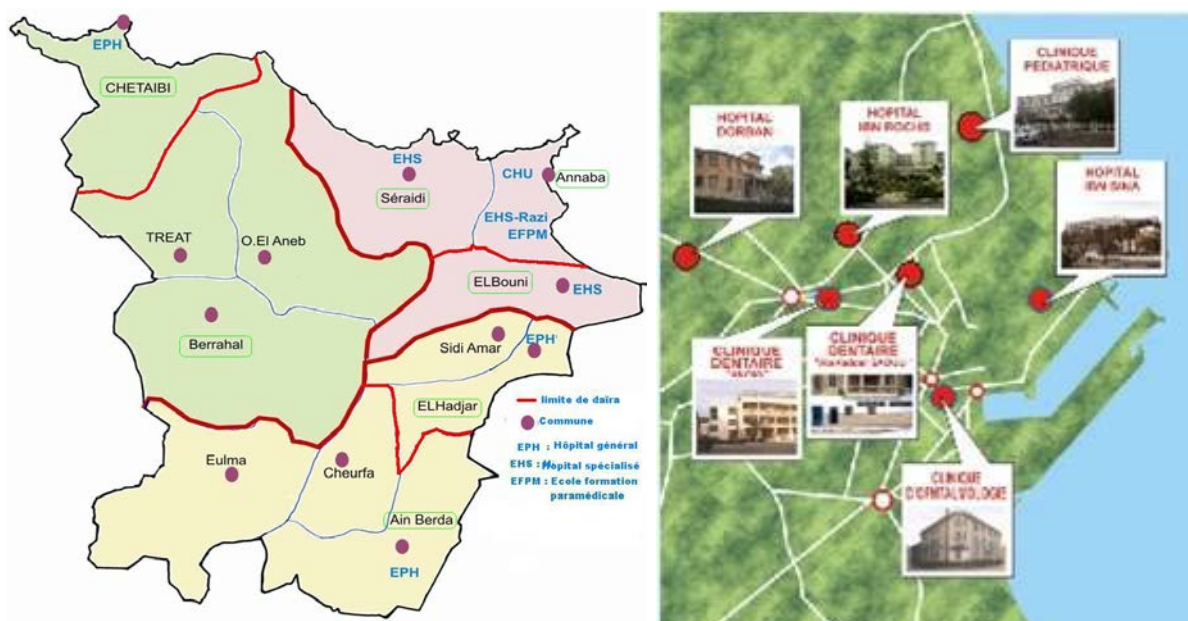 EPH
CHETAIBI
EHS
Séraidi
CHU
Annaba
EHS-Razi
EFPM
TREAT
O.El Aneb
ELBouni
EHS
Berrahal
Sidi Amar
EPH
ELHadjar
limite de daïra
Commune
EPH : Hôpital général
EHS : Hopital spécialisé
EFPM : Ecole formation
paramédicale
Eulma
Cheurfa
Ain Berda
EPH
CLINIQUE
PEDIATRIQUE
HOPITAL
DORBAN
HOPITAL
IBN ROCHD
HOPITAL
IBN SINA
CLINIQUE
DENTAIRE
CLINIQUE
DENTAIRE
CLINIQUE
D'OPHTALMOLOGIE